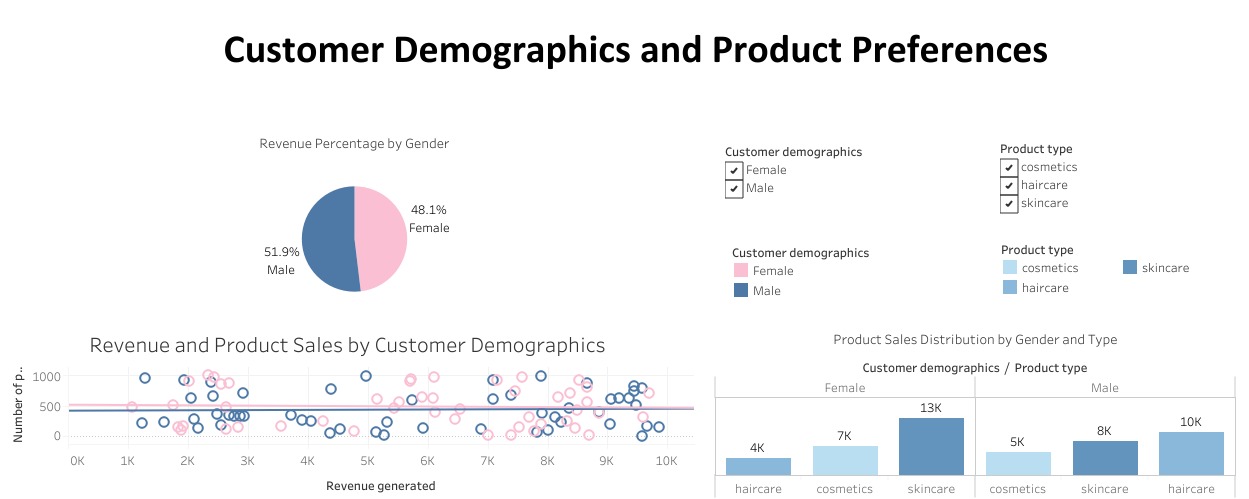 Customer Demographics and Product Preferences
Revenue Percentage by Gender
48.1%
Female
51.9%
Male
Customer demographics
Female
Male
Product type
cosmetics
haircare
skincare
Customer demographics
Female
Male
Product type
cosmetics
skincare
haircare
Revenue and Product Sales by Customer Demographics
Number of p..
1000
500
0
0K 1K 2K 3K 4K 5K 6K 7K 8K 9K 10K
Revenue generated
Product Sales Distribution by Gender and Type
Customer demographics / Product type
Female Male
4K 7K 13K 5K 8K 10K
haircare cosmetics skincare cosmetics skincare haircare